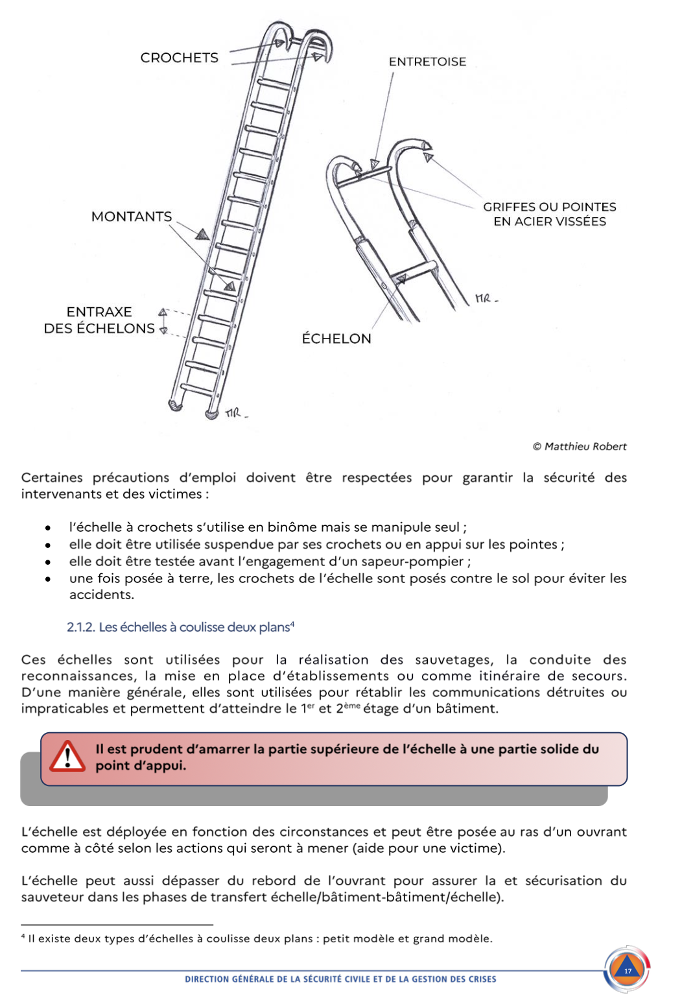 CROCHETS
ENTRETOISE
GRIFFES OU POINTES
EN ACIER VISSÉES
MONTANTS
ENTRAXE
DES ÉCHELONS
ÉCHELON
MR-
MR-
© Matthieu Robert
Certaines précautions d’emploi doivent être respectées pour garantir la sécurité des
intervenants et des victimes :
• l’échelle à crochets s’utilise en binôme mais se manipule seul ;
• elle doit être utilisée suspendue par ses crochets ou en appui sur les pointes ;
• elle doit être testée avant l’engagement d’un sapeur-pompier ;
• une fois posée à terre, les crochets de l’échelle sont posés contre le sol pour éviter les
accidents.
2.1.2. Les échelles à coulisse deux plans⁴
Ces échelles sont utilisées pour la réalisation des sauvetages, la conduite des
reconnaissances, la mise en place d’établissements ou comme itinéraire de secours.
D’une manière générale, elles sont utilisées pour rétablir les communications détruites ou
impraticables et permettent d’atteindre le 1er et 2ème étage d’un bâtiment.
Il est prudent d’amarrer la partie supérieure de l’échelle à une partie solide du
point d’appui.
L’échelle est déployée en fonction des circonstances et peut être posée au ras d’un ouvrant
comme à côté selon les actions qui seront à mener (aide pour une victime).
L’échelle peut aussi dépasser du rebord de l’ouvrant pour assurer la et sécurisation du
sauveteur dans les phases de transfert échelle/bâtiment-bâtiment/échelle).
⁴ Il existe deux types d’échelles à coulisse deux plans : petit modèle et grand modèle.
17
DIRECTION GÉNÉRALE DE LA SÉCURITÉ CIVILE ET DE LA GESTION DES CRISES